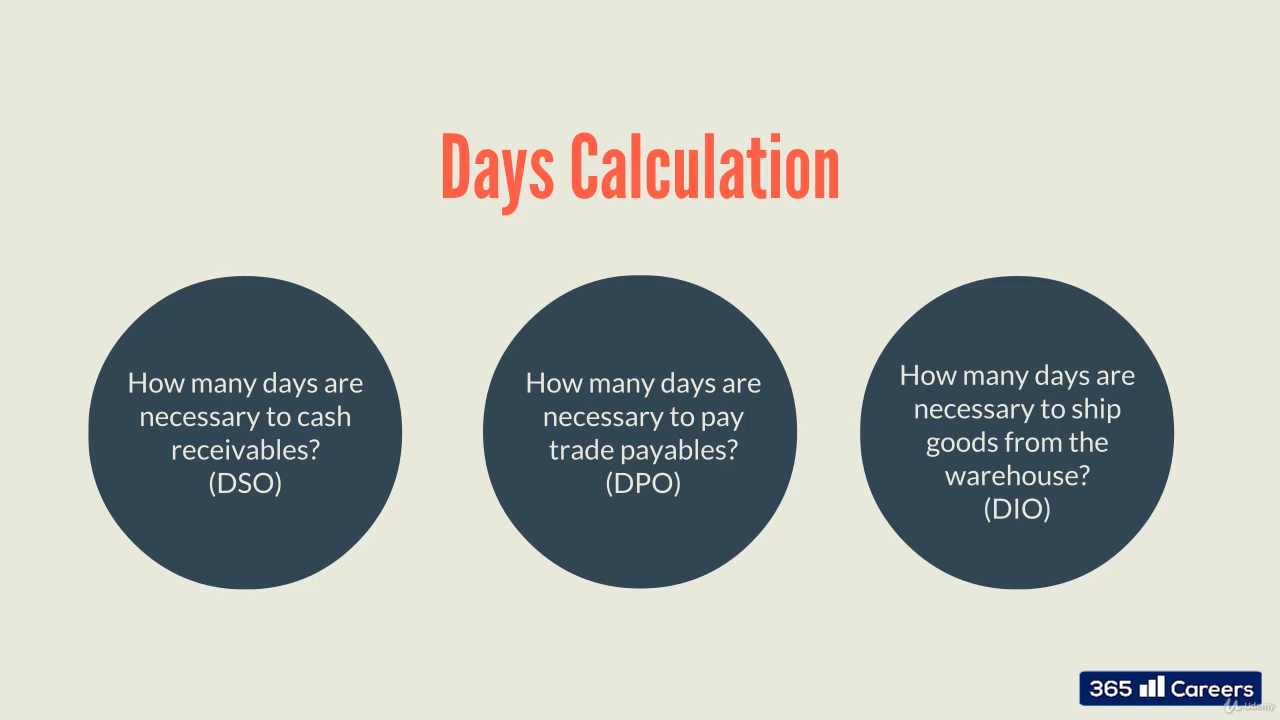 Days Calculation
How many days are
necessary to cash
receivables?
(DSO)
How many days are
necessary to pay
trade payables?
(DPO)
How many days are
necessary to ship
goods from the
warehouse?
(DIO)
365 Careers
Udemy